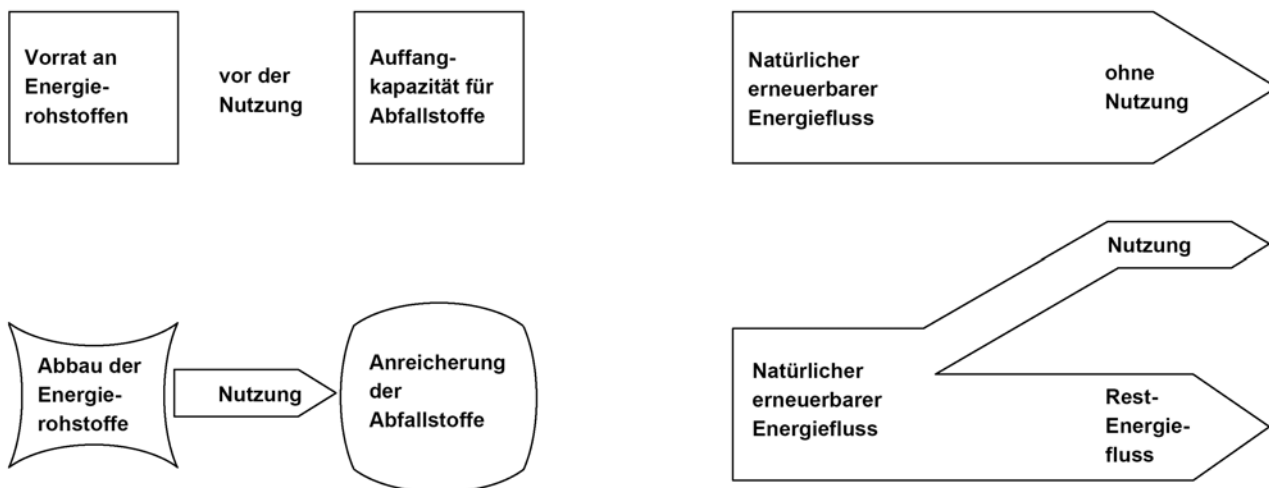 Vorrat an
Energie-
rohstoffen
vor der
Nutzung
Auffang-
kapazität für
Abfallstoffe
Natürlicher
erneuerbarer
Energiefluss
ohne
Nutzung
Abbau der
Energie-
rohstoffe
Nutzung
Anreicherung
der
Abfallstoffe
Nutzung
Natürlicher
erneuerbarer
Energiefluss
Rest-
Energie-
fluss